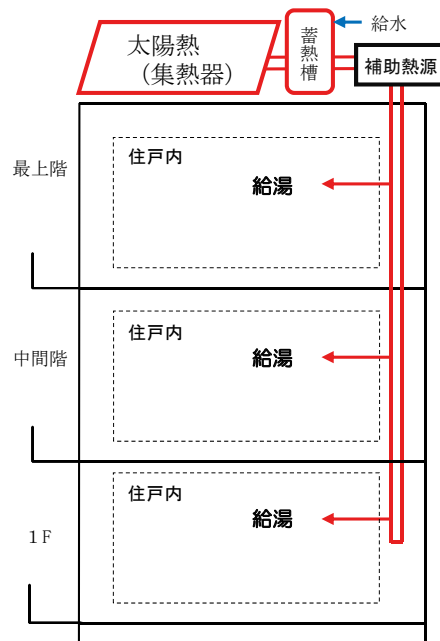 太陽熱
(集熱器)
蓄熱槽
給水
補助熱源
最上階
住戸内
給湯
中間階
住戸内
給湯
1F
住戸内
給湯